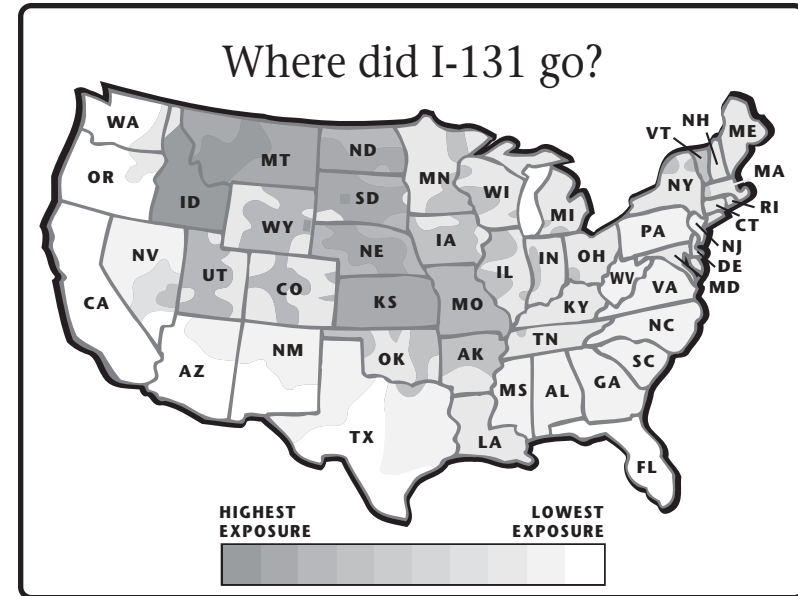 Where did I-131 go?
WA
OR
ID
MT
ND
SD
MN
WI
MI
NY
VT
NH
ME
MA
RI
CT
NJ
DE
MD
PA
WY
NE
IA
NV
UT
CO
KS
MO
IL
IN
OH
WV
VA
KY
CA
AZ
NM
OK
AK
TN
NC
SC
MS
AL
GA
TX
LA
FL
HIGHEST
EXPOSURE
LOWEST
EXPOSURE